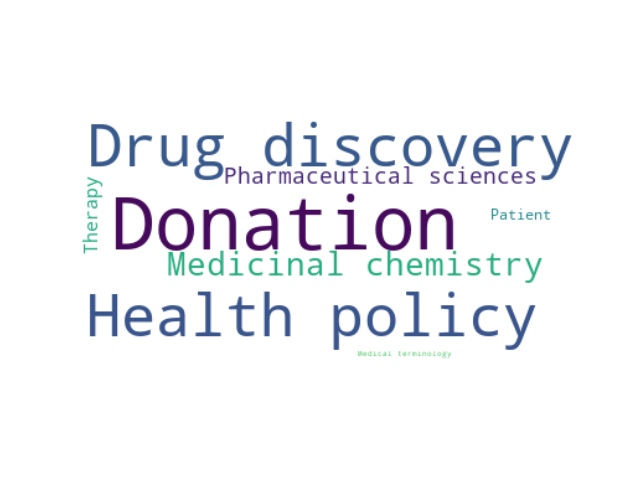 Drug discovery
Pharmaceutical sciences
Therapy
Donation
Patient
Medicinal chemistry
Health policy
Medical terminology